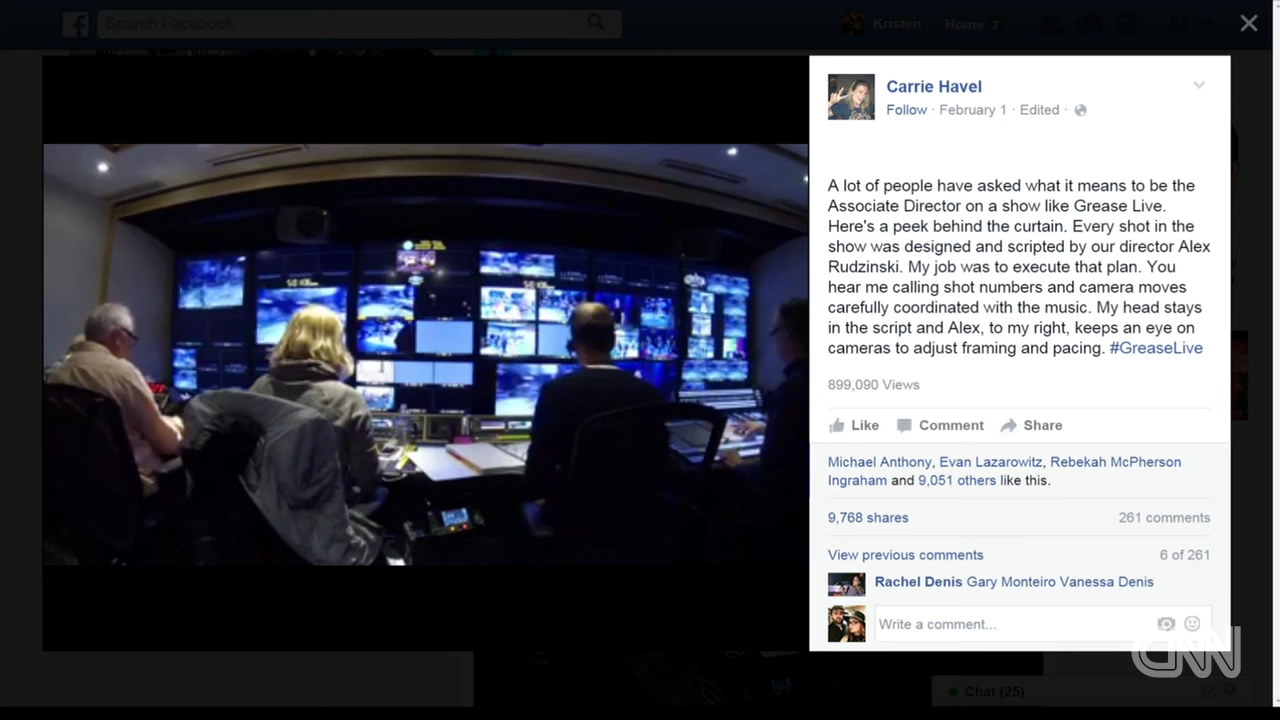 Search Facebook
Kristen
Home 2
Carrie Havel
Follow · February 1 · Edited ·
A lot of people have asked what it means to be the
Associate Director on a show like Grease Live.
Here's a peek behind the curtain. Every shot in the
show was designed and scripted by our director Alex
Rudzinski. My job was to execute that plan. You
hear me calling shot numbers and camera moves
carefully coordinated with the music. My head stays
in the script and Alex, to my right, keeps an eye on
cameras to adjust framing and pacing. #GreaseLive
899,090 Views
Like Comment Share
Michael Anthony, Evan Lazarowitz, Rebekah McPherson
Ingraham and 9,051 others like this.
9,768 shares
261 comments
View previous comments
6 of 261
Rachel Denis Gary Monteiro Vanessa Denis
Write a comment...
CNN
Chat (25)